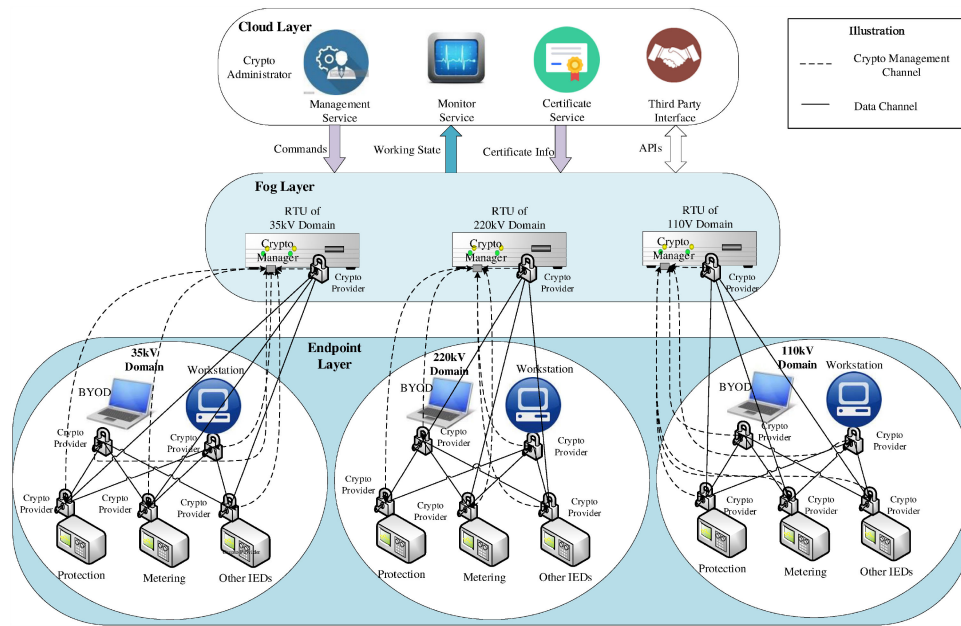 Cloud Layer
Crypto
Administrator
Management
Service
Monitor
Service
Certificate
Service
Third Party
Interface
Illustration
Crypto Management
Channel
Data Channel
Commands
Working State
Certificate Info
APIs
Fog Layer
RTU of
35kV Domain
Crypto
Manager
Crypto
Provider
RTU of
220kV Domain
Crypto
Manager
Crypto
Provider
RTU of
110V Domain
Crypto
Manager
Crypto
Provider
Endpoint
Layer
35kV
Domain
BYOD
Workstation
Crypto
Provider
Crypto
Provider
Crypto
Provider
Crypto
Provider
Crypto
Provider
Protection
Metering
Other IEDs
220kV
Domain
BYOD
Workstation
Crypto
Provider
Crypto
Provider
Crypto
Provider
Crypto
Provider
Crypto
Provider
Protection
Metering
Other IEDs
110kV
Domain
BYOD
Workstation
Crypto
Provider
Crypto
Provider
Crypto
Provider
Crypto
Provider
Crypto
Provider
Protection
Metering
Other IEDs